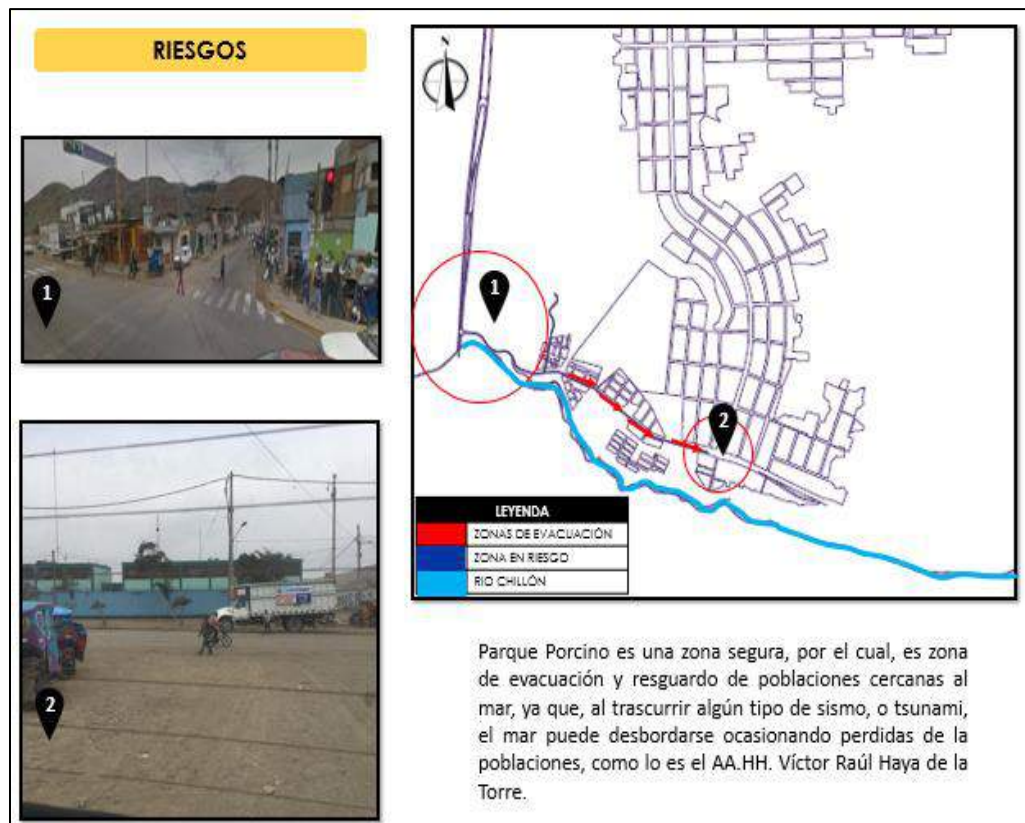 RIESGOS
1
2
N
1
2
LEYENDA
ZONAS DE EVACUACIÓN
ZONA EN RIESGO
RIO CHILLÓN
Parque Porcino es una zona segura, por el cual, es zona
de evacuación y resguardo de poblaciones cercanas al
mar, ya que, al trascurrir algún tipo de sismo, o tsunami,
el mar puede desbordarse ocasionando perdidas de la
poblaciones, como lo es el AA.HH. Víctor Raúl Haya de la
Torre.